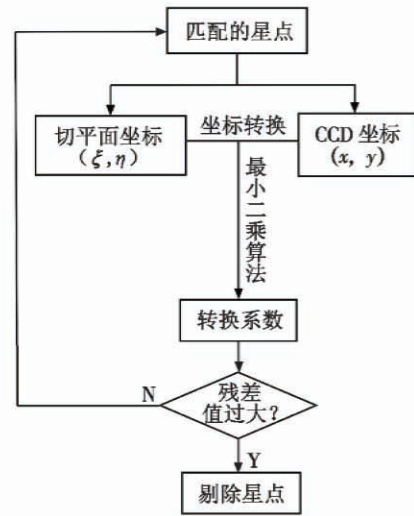 匹配的星点
切平面坐标
(ξ,η)
坐标转换
CCD 坐标
(x, y)
最小二乘算法
转换系数
残差
值过大?
N
Y
剔除星点